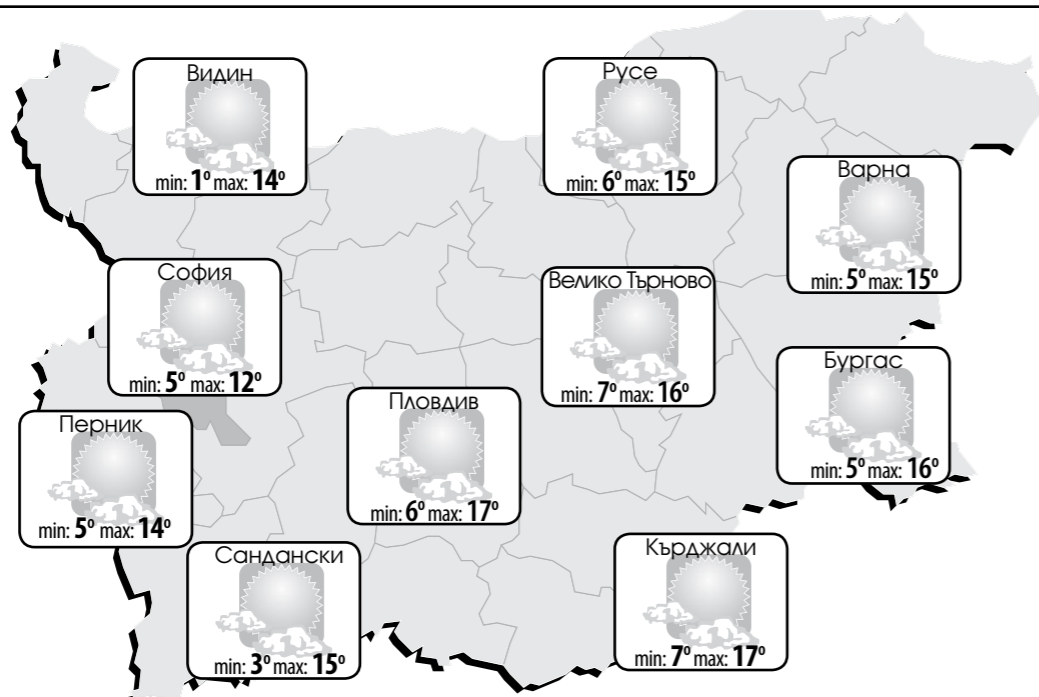 Видин
min: 1° max: 14°
Русе
min: 6° max: 15°
Варна
min: 5° max: 15°
София
min: 5° max: 12°
Велико Търново
min: 7° max: 16°
Бургас
min: 5° max: 16°
Пловдив
min: 6° max: 17°
Перник
min: 5° max: 14°
Сандански
min: 3° max: 15°
Кърджали
min: 7° max: 17°